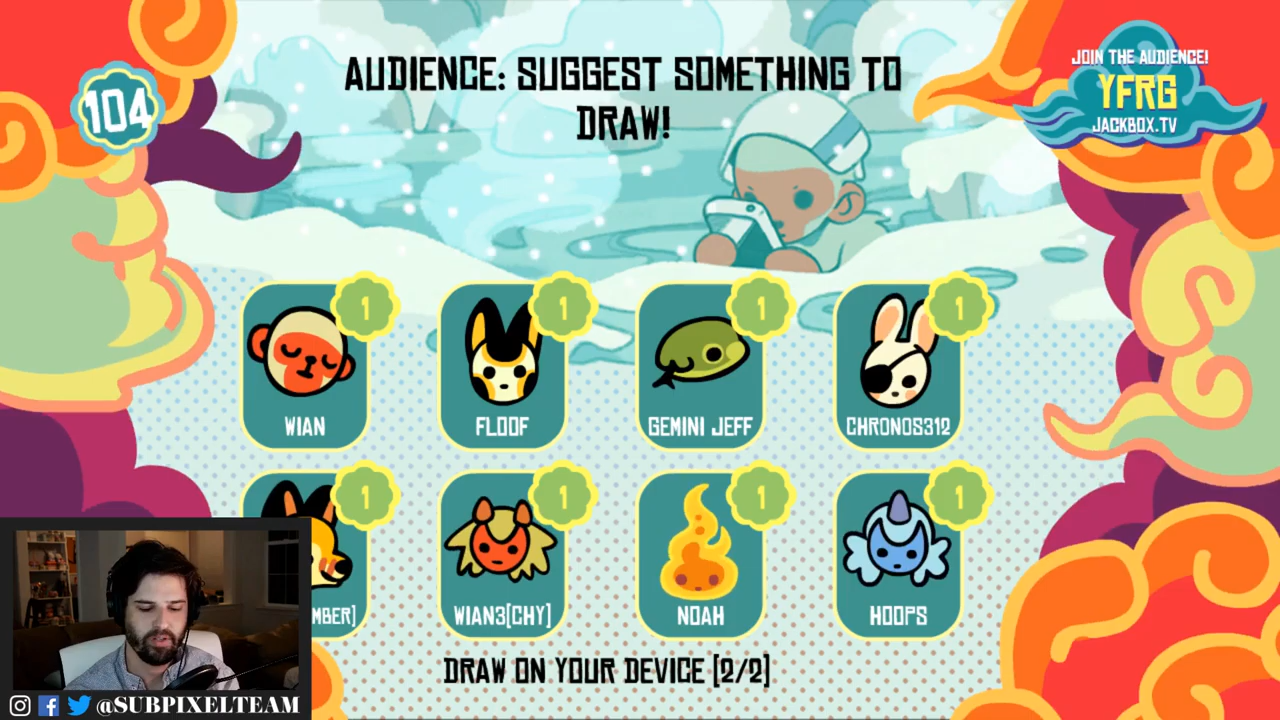 AUDIENCE: SUGGEST SOMETHING TO
DRAW!
104
JOIN THE AUDIENCE!
YFRG
JACKBOX.TV
1
1
1
1
WIAN
FLOOF
GEMINI JEFF
CHRONOS312
1
1
1
1
MBER]
WIAN3[CHY]
NOAH
HOOPS
DRAW ON YOUR DEVICE [2/2]
@SUBPIXELTEAM